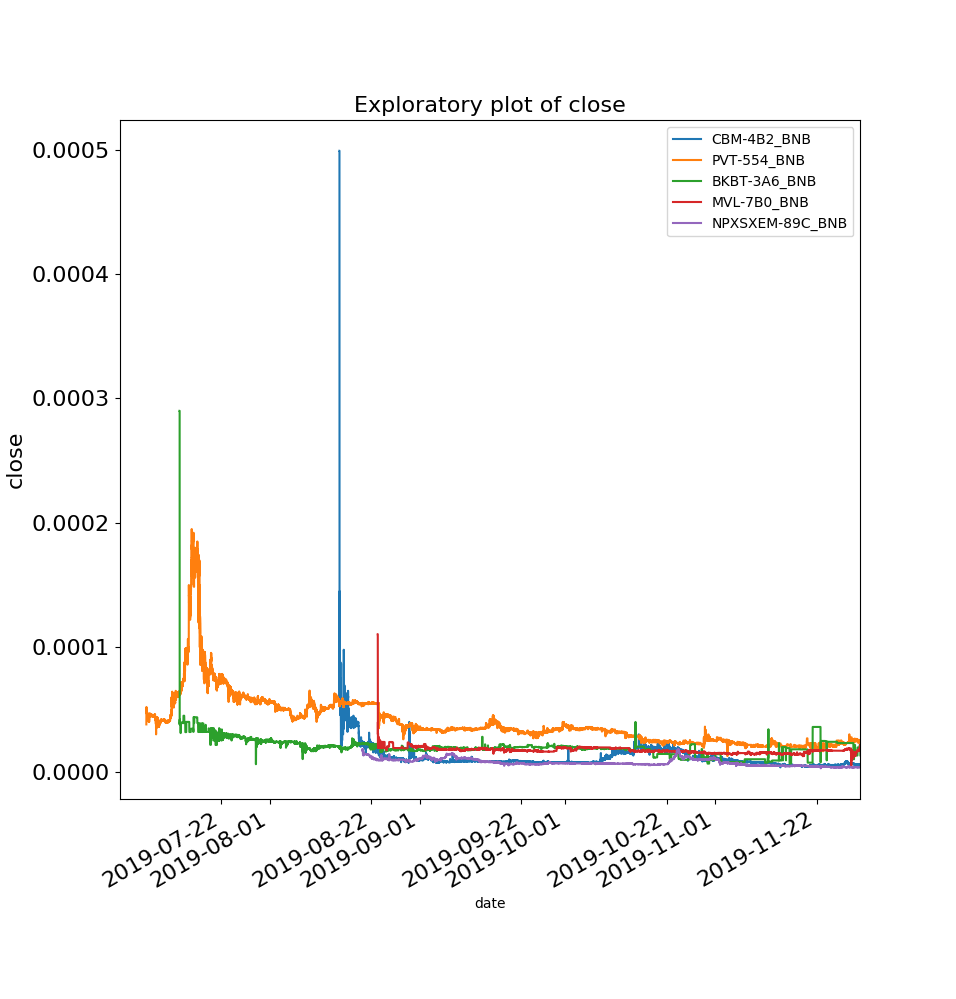 Exploratory plot of close
CBM-4B2_BNB
PVT-554_BNB
BKBT-3A6_BNB
MVL-7B0_BNB
NPXSXEM-89C_BNB
0.0005
0.0004
0.0003
0.0002
0.0001
0.0000
close
2019-07-22
2019-08-01
2019-08-22
2019-09-01
2019-09-22
2019-10-01
2019-10-22
2019-11-01
2019-11-22
date